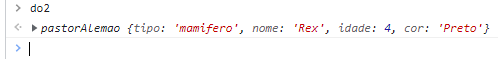 do2
pastorAlemao {tipo: 'mamifero', nome: 'Rex', idade: 4, cor: 'Preto'}